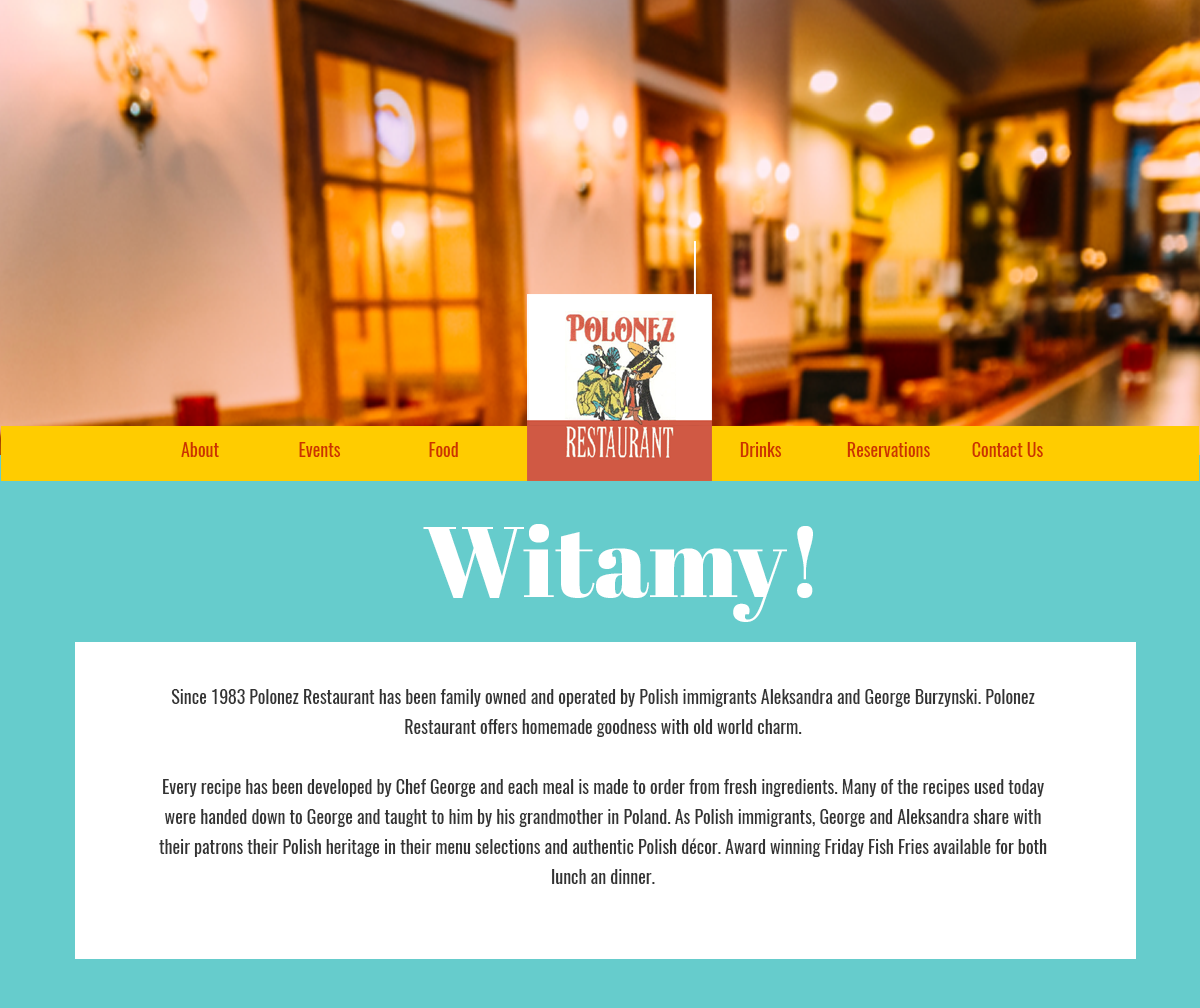 POLONEZ
RESTAURANT
About Events Food Drinks Reservations Contact Us
Witamy!
Since 1983 Polonez Restaurant has been family owned and operated by Polish immigrants Aleksandra and George Burzynski. Polonez
Restaurant offers homemade goodness with old world charm.
Every recipe has been developed by Chef George and each meal is made to order from fresh ingredients. Many of the recipes used today
were handed down to George and taught to him by his grandmother in Poland. As Polish immigrants, George and Aleksandra share with
their patrons their Polish heritage in their menu selections and authentic Polish décor. Award winning Friday Fish Fries available for both
lunch an dinner.